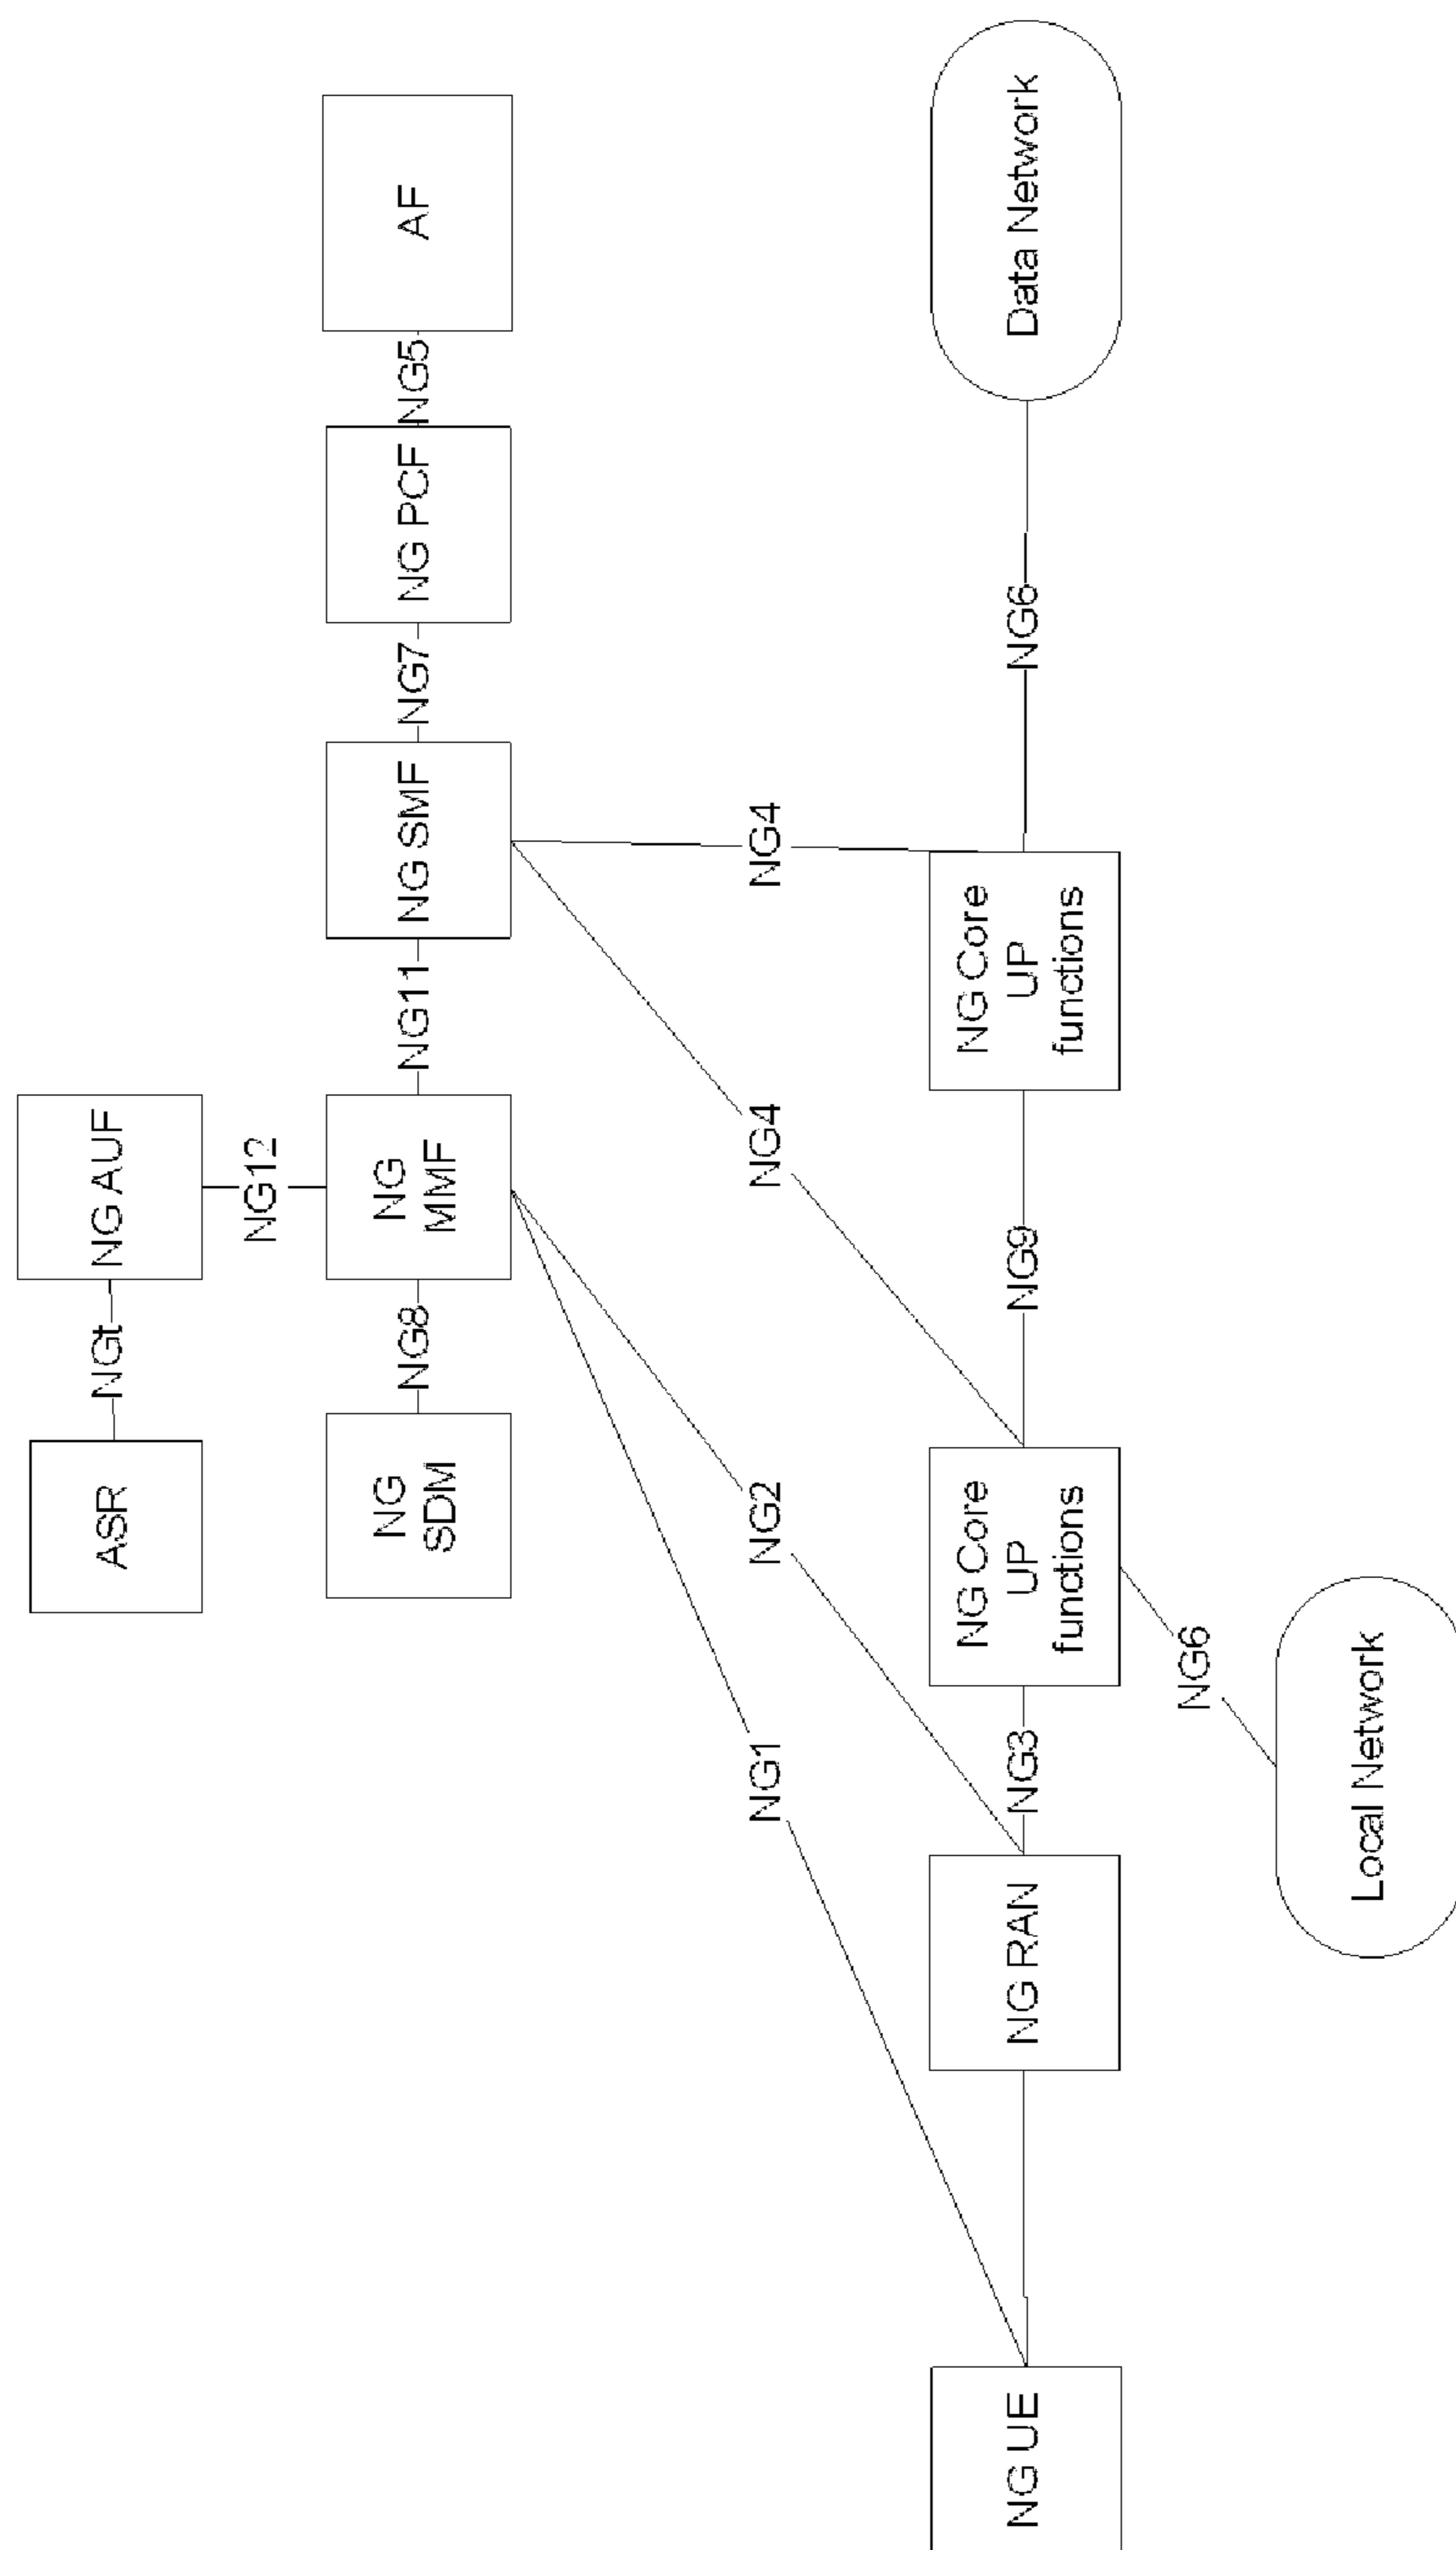 ASR
NGt
NG AUF
NG12
NG
SDM
NG8
NG
MMF
NG11
NG SMF
NG7
NG PCF
NG5
AF
NG1
NG2
NG4
NG4
NG UE
NG RAN
NG3
NG Core
UP
functions
NG9
NG Core
UP
functions
NG6
Data Network
NG6
Local Network